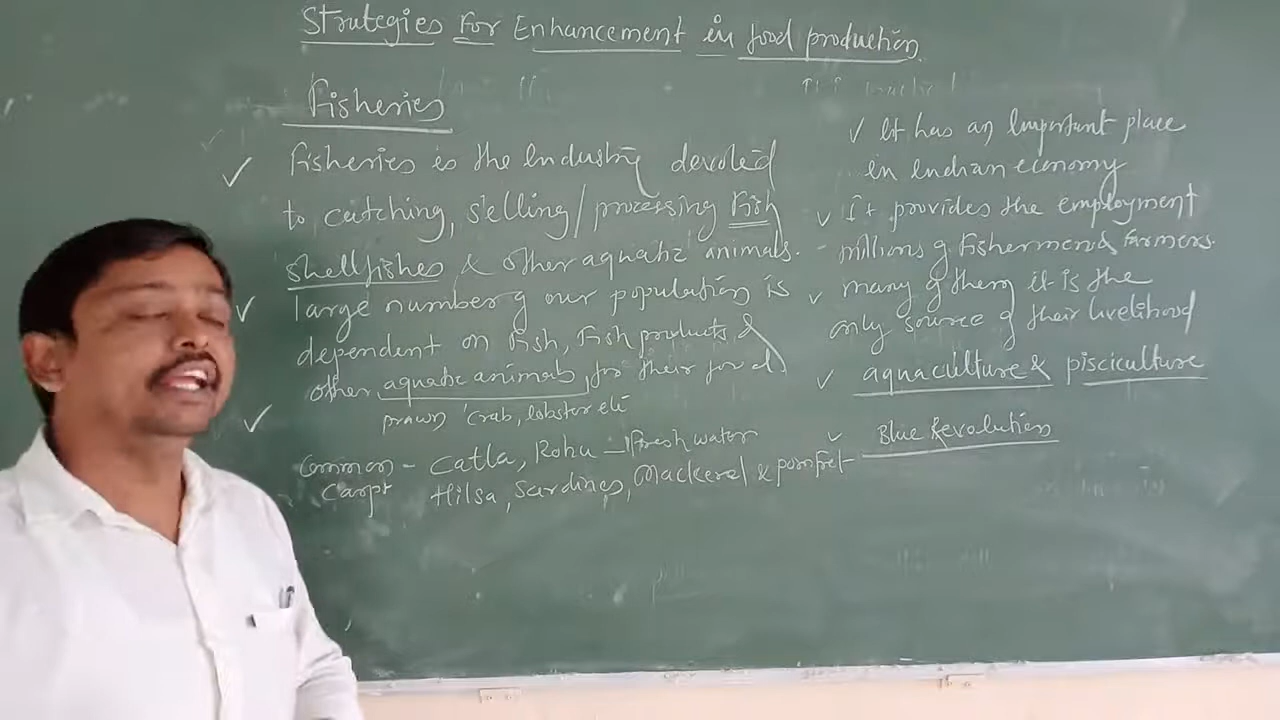 Strategies For Enhancement in food production
Fisheries
Fisheries is the Industry devoted
to catching, selling/processing Fish
shellfishes & other aquatic animals.
large number of our population is
dependent on Fish, Fish products &
other aquatic animals, for their food
prawn, crab, lobster etc
common - Catla, Rohu - Freshwater
Carp
Hilsa, Sardines, Mackerel & pomfret
It has an Important place
in Indian economy
It provides the employment
millions of Fishermen & Farmers.
many of them it is the
only source of their livelihood
aquaculture & pisciculture
Blue Revolution